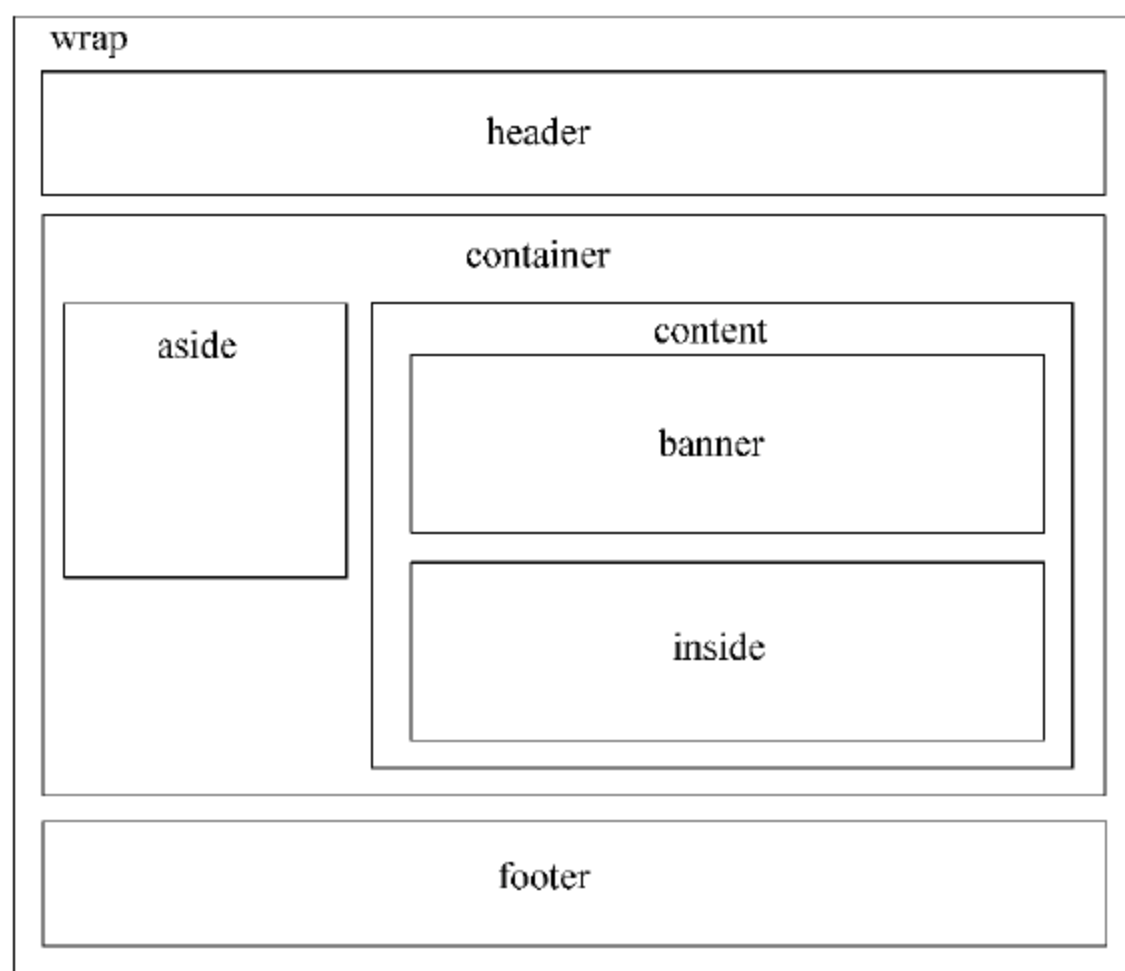 wrap
header
container
aside
content
banner
inside
footer